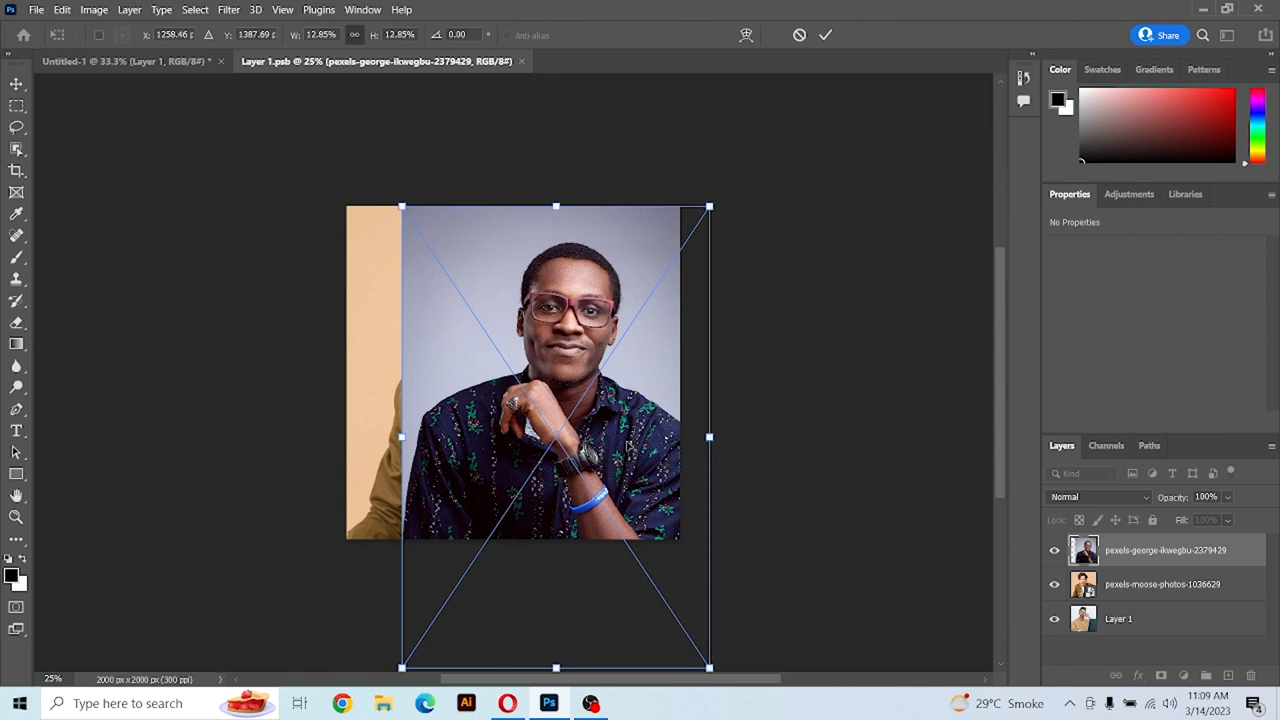 Ps File Edit Image Layer Type Select Filter 3D View Plugins Window Help
X: 1258.46 p Y: 1387.69 p W: 12.85% H: 12.85% 0.00 ° Anti-alias Share
Untitled-1 @ 33.3% (Layer 1, RGB/8#) * × Layer 1.psb @ 25% (pexels-george-ikwegbu-2379429, RGB/8#) ×
Color Swatches Gradients Patterns
Properties Adjustments Libraries
No Properties
Layers Channels Paths
Kind
Normal Opacity: 100%
Lock: Fill: 100%
pexels-george-ikwegbu-2379429
pexels-moose-photos-1036629
Layer 1
25% 2000 px x 2000 px (300 ppi)
Type here to search Ai Ps 29°C Smoke 11:09 AM
3/14/2023 4